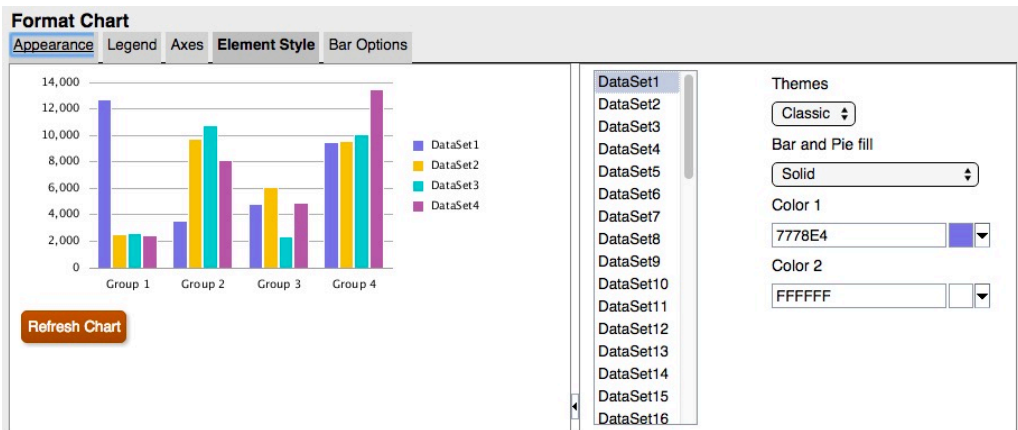 Format Chart
Appearance Legend Axes Element Style Bar Options
14,000
12,000
10,000
8,000
6,000
4,000
2,000
0
Group 1 Group 2 Group 3 Group 4
DataSet1
DataSet2
DataSet3
DataSet4
Refresh Chart
DataSet1
DataSet2
DataSet3
DataSet4
DataSet5
DataSet6
DataSet7
DataSet8
DataSet9
DataSet10
DataSet11
DataSet12
DataSet13
DataSet14
DataSet15
DataSet16
Themes
Classic
Bar and Pie fill
Solid
Color 1
7778E4
Color 2
FFFFFF